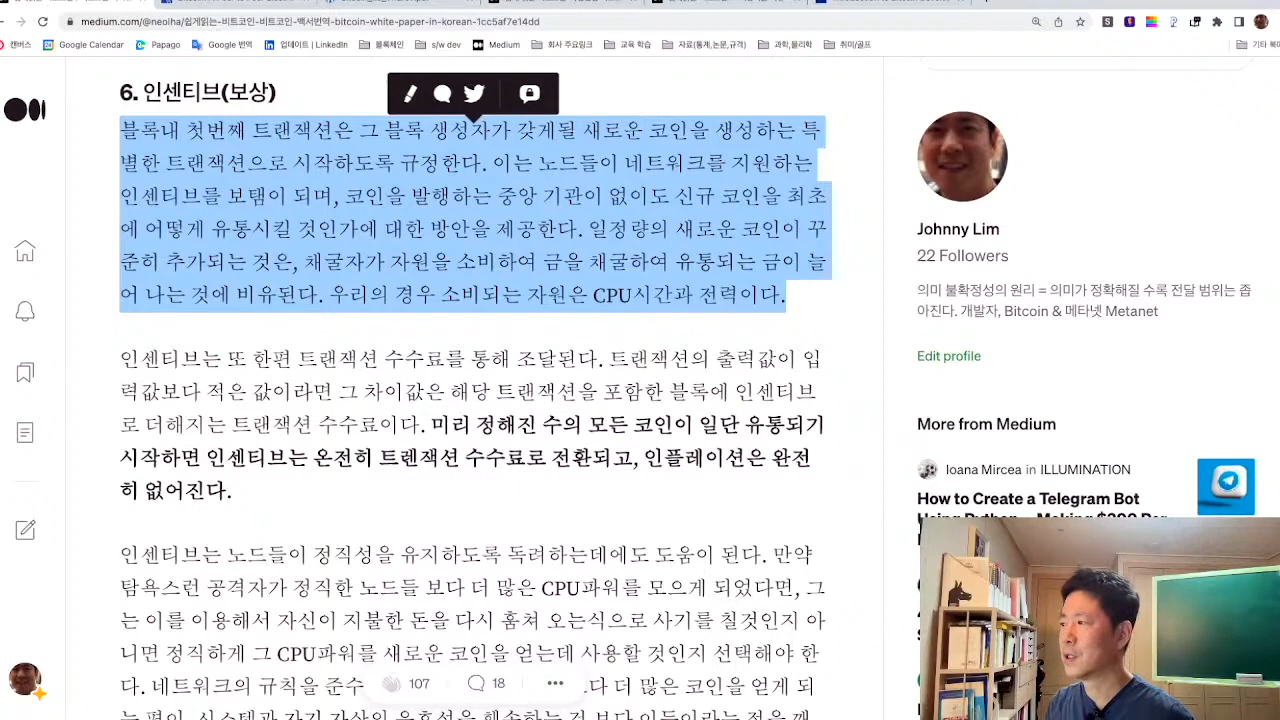 medium.com/@neolha/쉽게읽는-비트코인-비트코인-백서번역-bitcoin-white-paper-in-korean-1cc5af7e14dd
캔버스 Google Calendar Papago Google 번역 업데이트 | LinkedIn 블록체인 s/w dev Medium 회사 주요링크 교육 학습 자료(통계,논문,규격) 과학,물리학 취미/골프 기타 북마
6. 인센티브(보상)
블록내 첫번째 트랜잭션은 그 블록 생성자가 갖게될 새로운 코인을 생성하는 특
별한 트랜잭션으로 시작하도록 규정한다. 이는 노드들이 네트워크를 지원하는
인센티브를 보탬이 되며, 코인을 발행하는 중앙 기관이 없이도 신규 코인을 최초
에 어떻게 유통시킬 것인가에 대한 방안을 제공한다. 일정량의 새로운 코인이 꾸
준히 추가되는 것은, 채굴자가 자원을 소비하여 금을 채굴하여 유통되는 금이 늘
어 나는 것에 비유된다. 우리의 경우 소비되는 자원은 CPU시간과 전력이다.
인센티브는 또 한편 트랜잭션 수수료를 통해 조달된다. 트랜잭션의 출력값이 입
력값보다 적은 값이라면 그 차이값은 해당 트랜잭션을 포함한 블록에 인센티브
로 더해지는 트랜잭션 수수료이다. 미리 정해진 수의 모든 코인이 일단 유통되기
시작하면 인센티브는 온전히 트렌잭션 수수료로 전환되고, 인플레이션은 완전
히 없어진다.
인센티브는 노드들이 정직성을 유지하도록 독려하는데에도 도움이 된다. 만약
탐욕스런 공격자가 정직한 노드들 보다 더 많은 CPU파워를 모으게 되었다면, 그
는 이를 이용해서 자신이 지불한 돈을 다시 훔쳐 오는식으로 사기를 칠것인지 아
니면 정직하게 그 CPU파워를 새로운 코인을 얻는데 사용할 것인지 선택해야 한
다. 네트워크의 규칙을 준수
다 더 많은 코인을 얻게 되
107
18
Johnny Lim
22 Followers
의미 불확정성의 원리 = 의미가 정확해질 수록 전달 범위는 좁
아진다. 개발자, Bitcoin & 메타넷 Metanet
Edit profile
More from Medium
Ioana Mircea in ILLUMINATION
How to Create a Telegram Bot